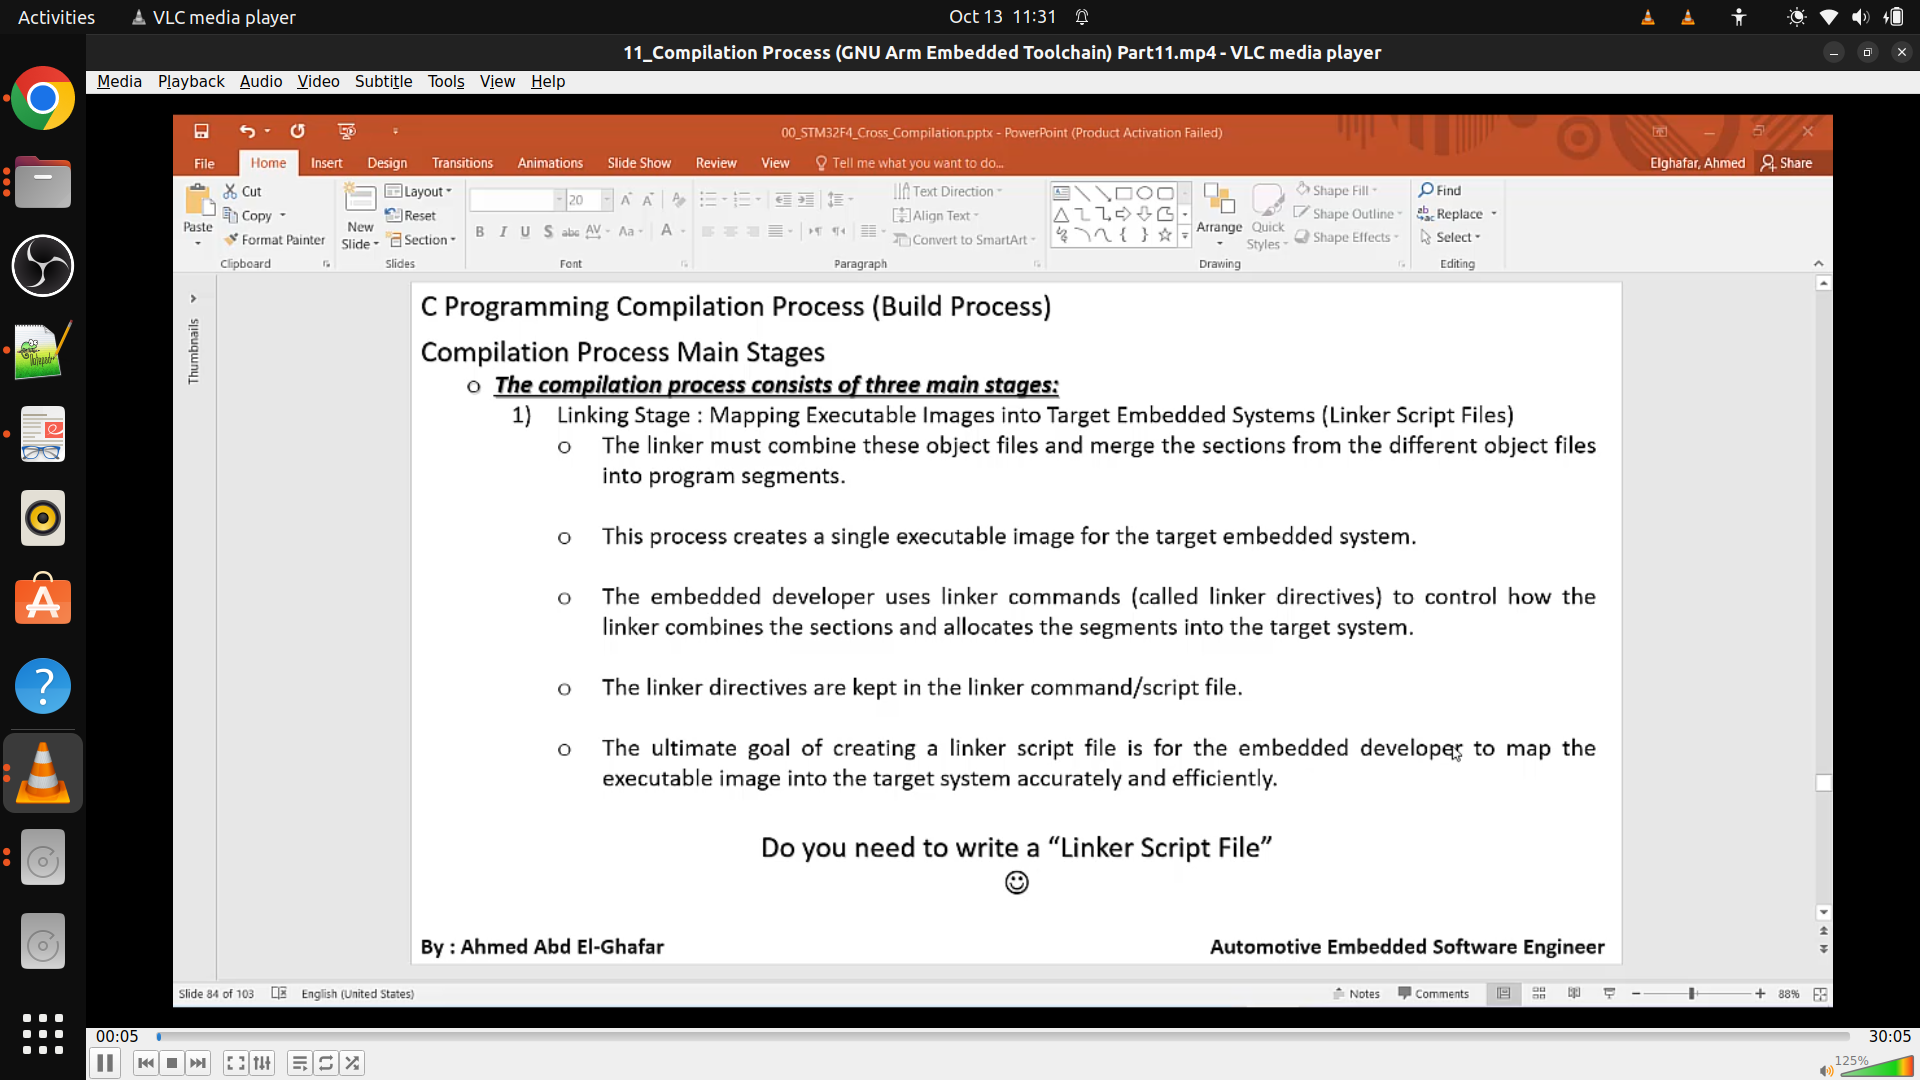 Activities VLC media player Oct 13 11:31
11_Compilation Process (GNU Arm Embedded Toolchain) Part11.mp4 - VLC media player
Media Playback Audio Video Subtitle Tools View Help
00_STM32F4_Cross_Compilation.pptx - PowerPoint (Product Activation Failed)
File Home Insert Design Transitions Animations Slide Show Review View Tell me what you want to do... Elghafar, Ahmed Share
Paste Cut Copy Format Painter Clipboard
New Slide Layout Reset Section Slides
20 B I U S abc AV Aa A Font
Text Direction Align Text Convert to SmartArt Paragraph
Arrange Quick Styles Shape Fill Shape Outline Shape Effects Drawing
Find Replace Select Editing
Thumbnails
C Programming Compilation Process (Build Process)
Compilation Process Main Stages
o The compilation process consists of three main stages:
1) Linking Stage : Mapping Executable Images into Target Embedded Systems (Linker Script Files)
o The linker must combine these object files and merge the sections from the different object files
into program segments.
o This process creates a single executable image for the target embedded system.
o The embedded developer uses linker commands (called linker directives) to control how the
linker combines the sections and allocates the segments into the target system.
o The linker directives are kept in the linker command/script file.
o The ultimate goal of creating a linker script file is for the embedded developer to map the
executable image into the target system accurately and efficiently.
Do you need to write a “Linker Script File”
☺
By : Ahmed Abd El-Ghafar Automotive Embedded Software Engineer
Slide 84 of 103 English (United States) Notes Comments 88%
00:05 30:05
125%